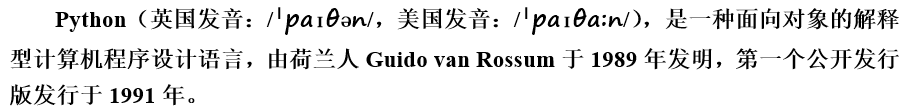 Python（英国发音：/ˈpaɪθən/，美国发音：/ˈpaɪθɑːn/），是一种面向对象的解释
型计算机程序设计语言，由荷兰人 Guido van Rossum 于 1989 年发明，第一个公开发行
版发行于 1991 年。